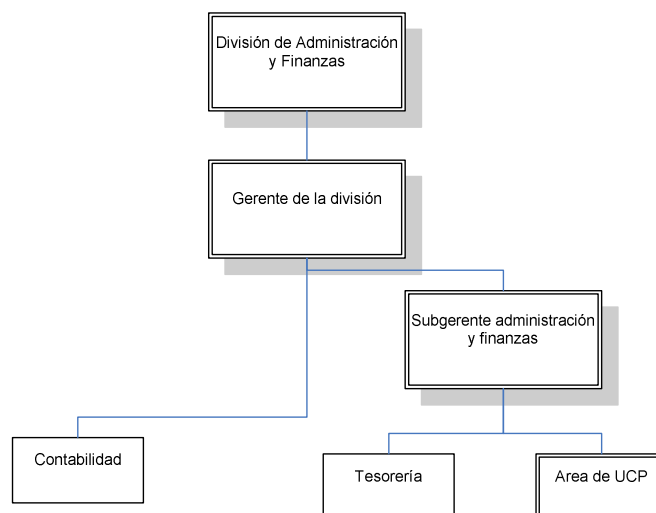 División de Administración
y Finanzas
Gerente de la división
Subgerente administración
y finanzas
Contabilidad
Tesorería
Area de UCP